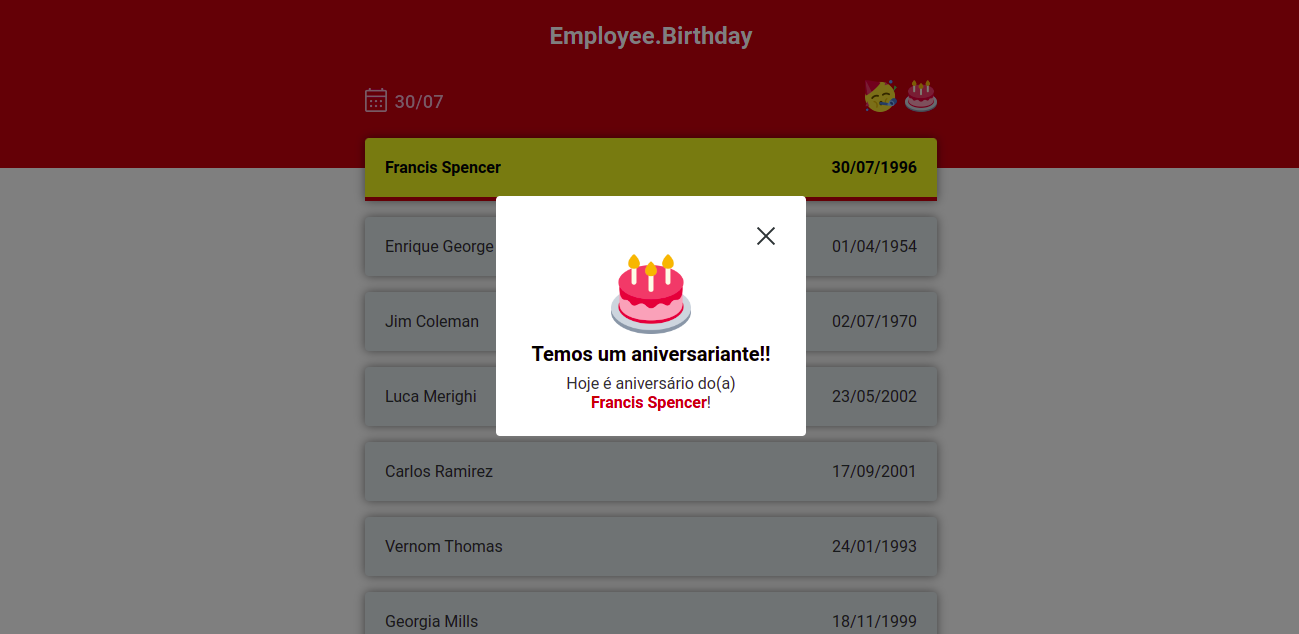 Employee.Birthday
30/07
Francis Spencer 30/07/1996
Enrique George 01/04/1954
Jim Coleman 02/07/1970
Luca Merighi 23/05/2002
Carlos Ramirez 17/09/2001
Vernom Thomas 24/01/1993
Georgia Mills 18/11/1999
Temos um aniversariante!!
Hoje é aniversário do(a)
Francis Spencer!